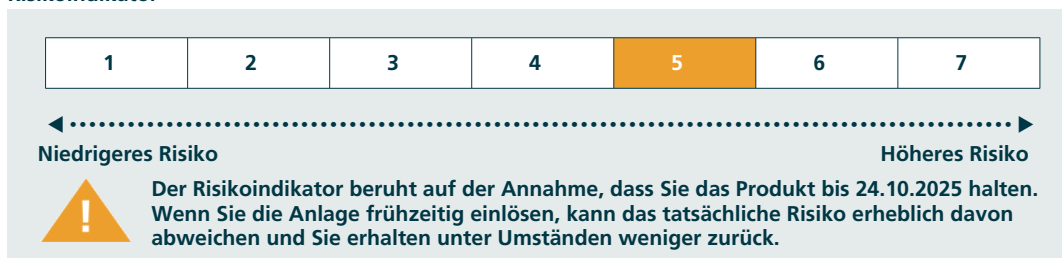 Risikoindikator
1 2 3 4 5 6 7
Niedrigeres Risiko Höheres Risiko
Der Risikoindikator beruht auf der Annahme, dass Sie das Produkt bis 24.10.2025 halten.
! Wenn Sie die Anlage frühzeitig einlösen, kann das tatsächliche Risiko erheblich davon
abweichen und Sie erhalten unter Umständen weniger zurück.